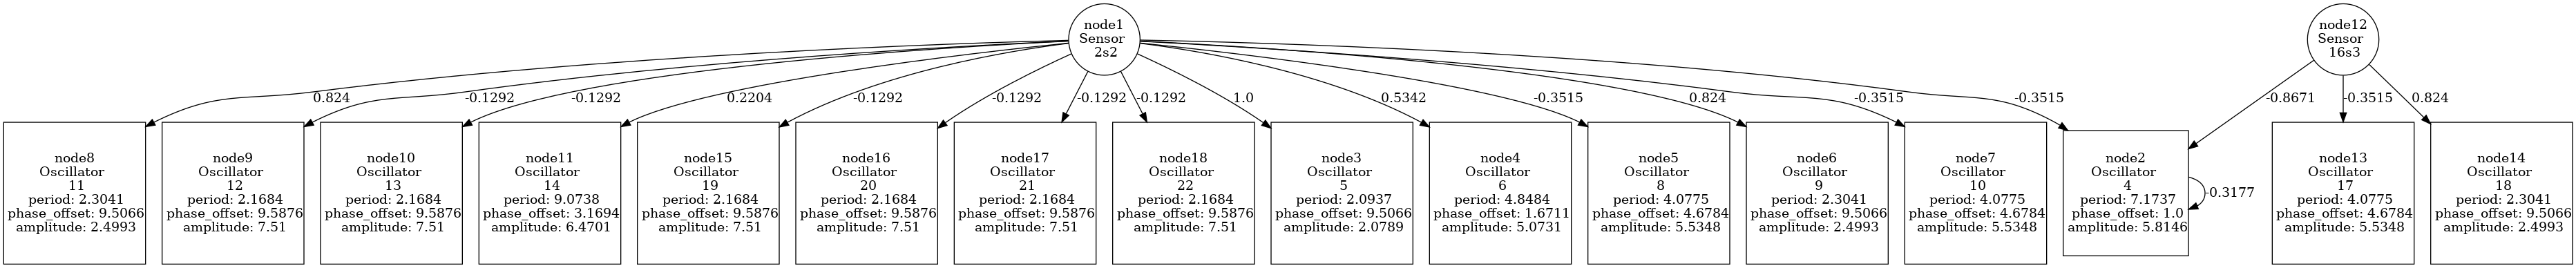 node1
Sensor
2s2
node12
Sensor
16s3
0.824
-0.1292
-0.1292
0.2204
-0.1292
-0.1292
-0.1292
-0.1292
1.0
0.5342
-0.3515
0.824
-0.3515
-0.3515
-0.8671
-0.3515
0.824
node8
Oscillator
11
period: 2.3041
phase_offset: 9.5066
amplitude: 2.4993
node9
Oscillator
12
period: 2.1684
phase_offset: 9.5876
amplitude: 7.51
node10
Oscillator
13
period: 2.1684
phase_offset: 9.5876
amplitude: 7.51
node11
Oscillator
14
period: 9.0738
phase_offset: 3.1694
amplitude: 6.4701
node15
Oscillator
19
period: 2.1684
phase_offset: 9.5876
amplitude: 7.51
node16
Oscillator
20
period: 2.1684
phase_offset: 9.5876
amplitude: 7.51
node17
Oscillator
21
period: 2.1684
phase_offset: 9.5876
amplitude: 7.51
node18
Oscillator
22
period: 2.1684
phase_offset: 9.5876
amplitude: 7.51
node3
Oscillator
5
period: 2.0937
phase_offset: 9.5066
amplitude: 2.0789
node4
Oscillator
6
period: 4.8484
phase_offset: 1.6711
amplitude: 5.0731
node5
Oscillator
8
period: 4.0775
phase_offset: 4.6784
amplitude: 5.5348
node6
Oscillator
9
period: 2.3041
phase_offset: 9.5066
amplitude: 2.4993
node7
Oscillator
10
period: 4.0775
phase_offset: 4.6784
amplitude: 5.5348
node2
Oscillator
4
period: 7.1737
phase_offset: 1.0
amplitude: 5.8146
-0.3177
node13
Oscillator
17
period: 4.0775
phase_offset: 4.6784
amplitude: 5.5348
node14
Oscillator
18
period: 2.3041
phase_offset: 9.5066
amplitude: 2.4993